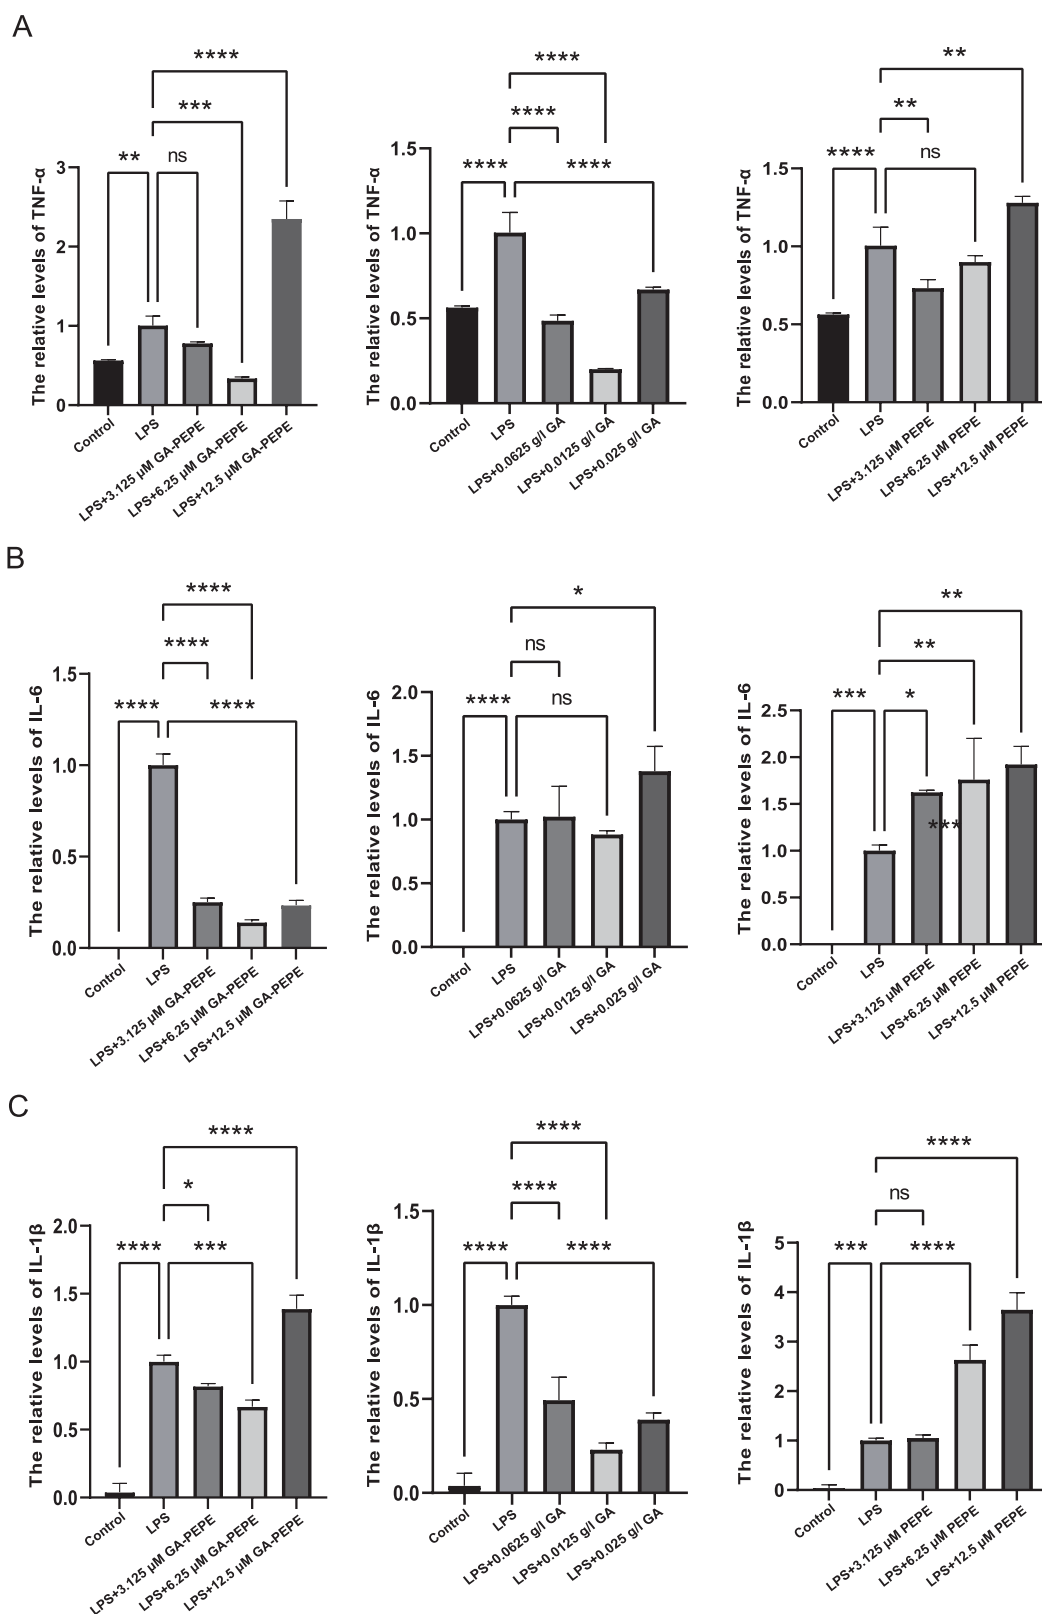 A
The relative levels of TNF-α
3
2
1
0
**
ns
***
****
Control
LPS
LPS+3.125 μM GA-PEPE
LPS+6.25 μM GA-PEPE
LPS+12.5 μM GA-PEPE
The relative levels of TNF-α
1.5
1.0
0.5
0.0
****
****
****
****
Control
LPS
LPS+0.0625 g/l GA
LPS+0.0125 g/l GA
LPS+0.025 g/l GA
The relative levels of TNF-α
1.5
1.0
0.5
0.0
****
ns
**
**
Control
LPS
LPS+3.125 μM PEPE
LPS+6.25 μM PEPE
LPS+12.5 μM PEPE
B
The relative levels of IL-6
1.5
1.0
0.5
0.0
****
****
****
****
Control
LPS
LPS+3.125 μM GA-PEPE
LPS+6.25 μM GA-PEPE
LPS+12.5 μM GA-PEPE
The relative levels of IL-6
2.0
1.5
1.0
0.5
0.0
****
ns
ns
*
Control
LPS
LPS+0.0625 g/l GA
LPS+0.0125 g/l GA
LPS+0.025 g/l GA
The relative levels of IL-6
2.5
2.0
1.5
1.0
0.5
0.0
***
*
**
**
***
Control
LPS
LPS+3.125 μM PEPE
LPS+6.25 μM PEPE
LPS+12.5 μM PEPE
C
The relative levels of IL-1β
2.0
1.5
1.0
0.5
0.0
****
***
*
****
Control
LPS
LPS+3.125 μM GA-PEPE
LPS+6.25 μM GA-PEPE
LPS+12.5 μM GA-PEPE
The relative levels of IL-1β
1.5
1.0
0.5
0.0
****
****
****
****
Control
LPS
LPS+0.0625 g/l GA
LPS+0.0125 g/l GA
LPS+0.025 g/l GA
The relative levels of IL-1β
5
4
3
2
1
0
***
****
ns
****
Control
LPS
LPS+3.125 μM PEPE
LPS+6.25 μM PEPE
LPS+12.5 μM PEPE